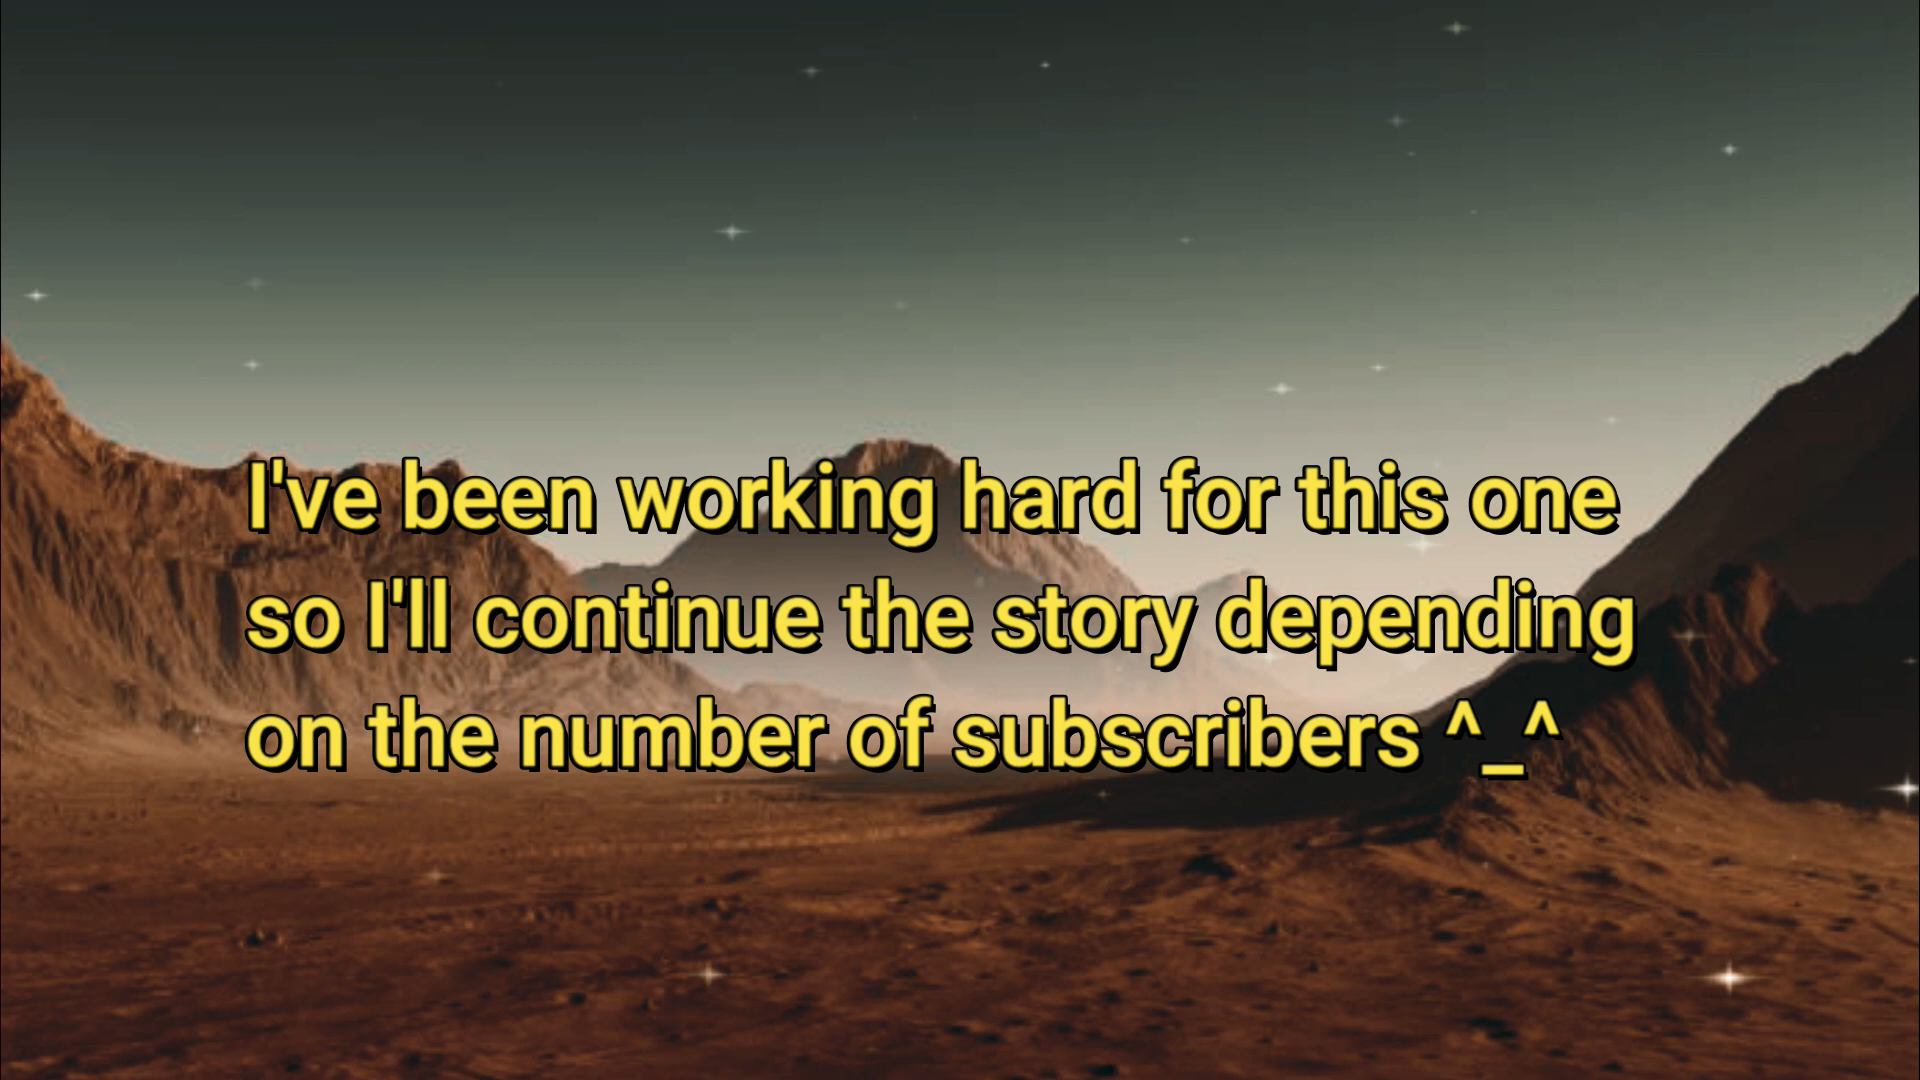 I've been working hard for this one
so I'll continue the story depending
on the number of subscribers ^_^